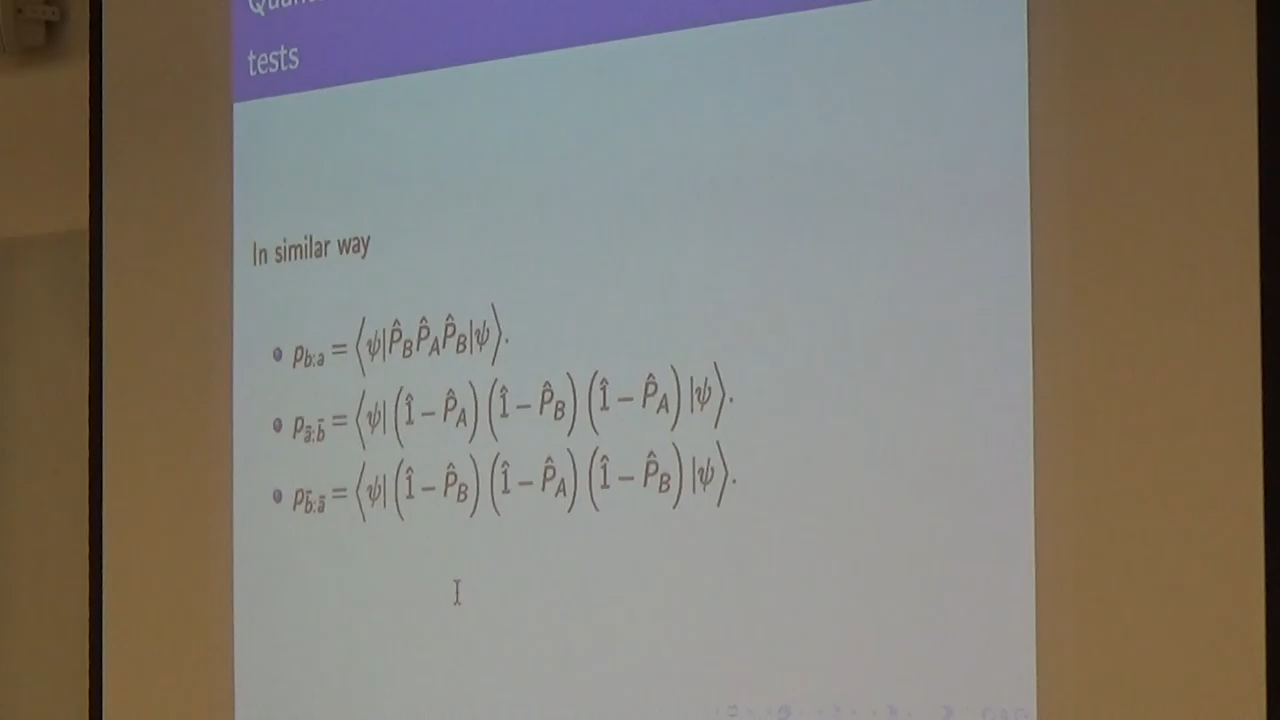 tests
In similar way
• p_{b:a} = ⟨ψ|P̂_B P̂_A P̂_B|ψ⟩.
• p_{ā:b̄} = ⟨ψ| (1̂ − P̂_A) (1̂ − P̂_B) (1̂ − P̂_A) |ψ⟩.
• p_{b̄:ā} = ⟨ψ| (1̂ − P̂_B) (1̂ − P̂_A) (1̂ − P̂_B) |ψ⟩.